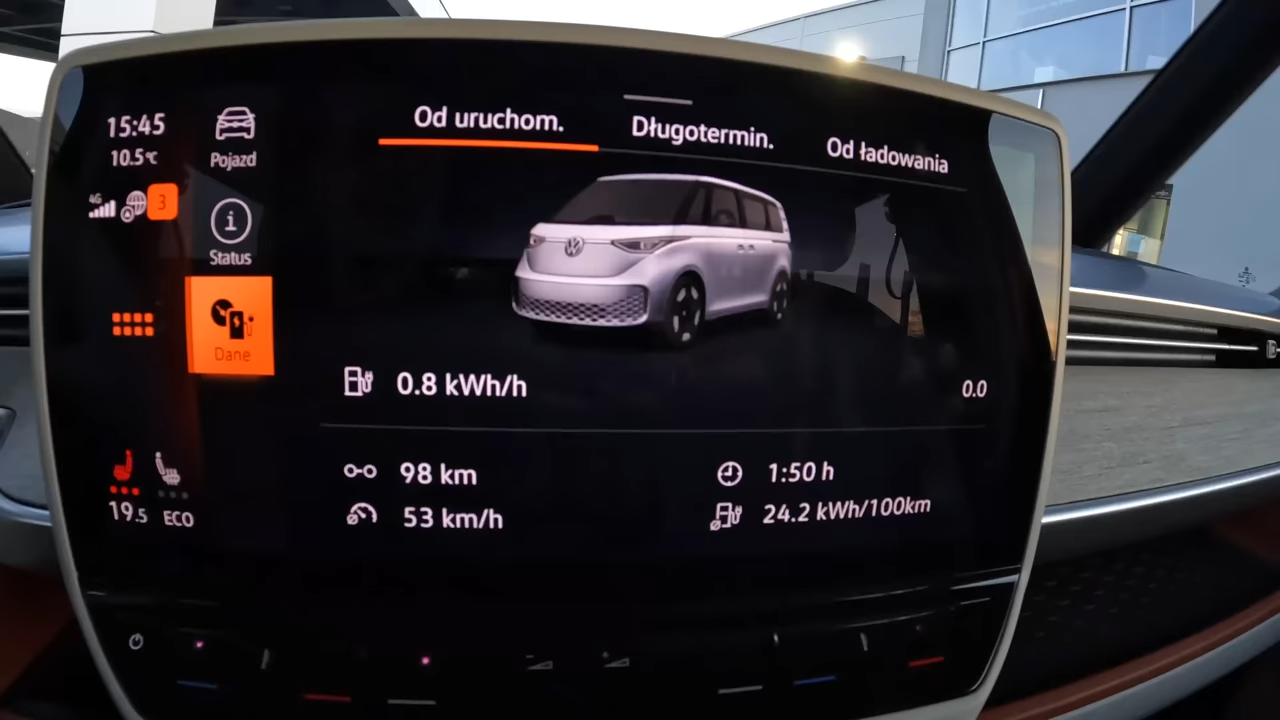 15:45
10.5°C
4G
3
Pojazd
Status
Dane
19.5
ECO
Od uruchom.
Długotermin.
Od ładowania
0.8 kWh/h
0.0
98 km
1:50 h
53 km/h
24.2 kWh/100km